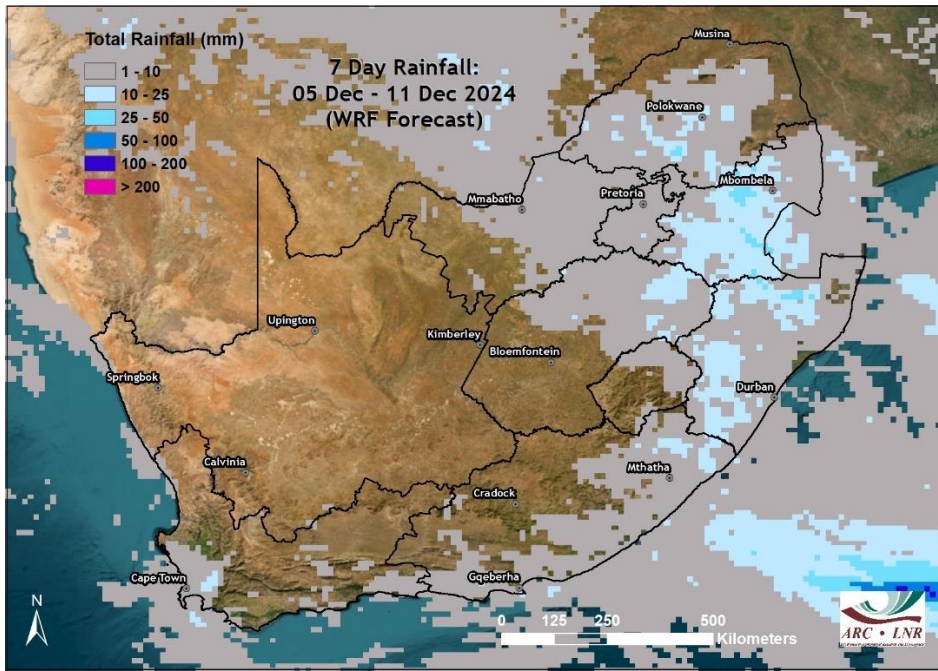 Total Rainfall (mm)
1 - 10
10 - 25
25 - 50
50 - 100
100 - 200
> 200
7 Day Rainfall:
05 Dec - 11 Dec 2024
(WRF Forecast)
Musina
Polokwane
Mbombela
Pretoria
Mmabatho
Upington
Kimberley
Bloemfontein
Springbok
Durban
Calvinia
Mthatha
Cradock
Cape Town
Gqeberha
N
0 125 250 500
Kilometers
ARC • LNR